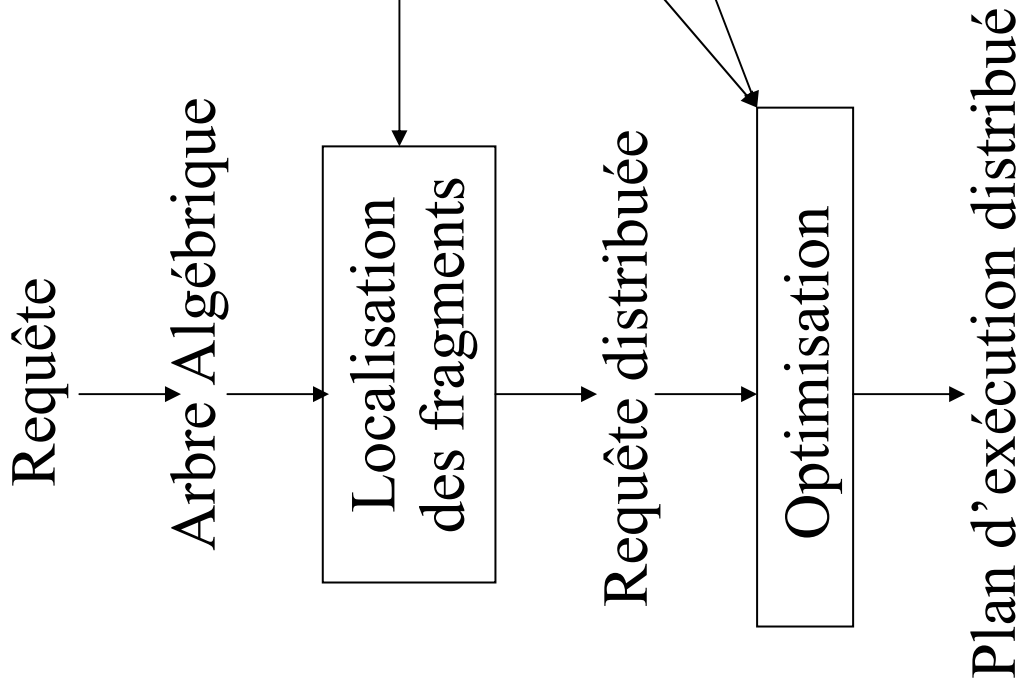 Requête
Arbre Algébrique
Localisation
des fragments
Requête distribuée
Optimisation
Plan d’exécution distribué